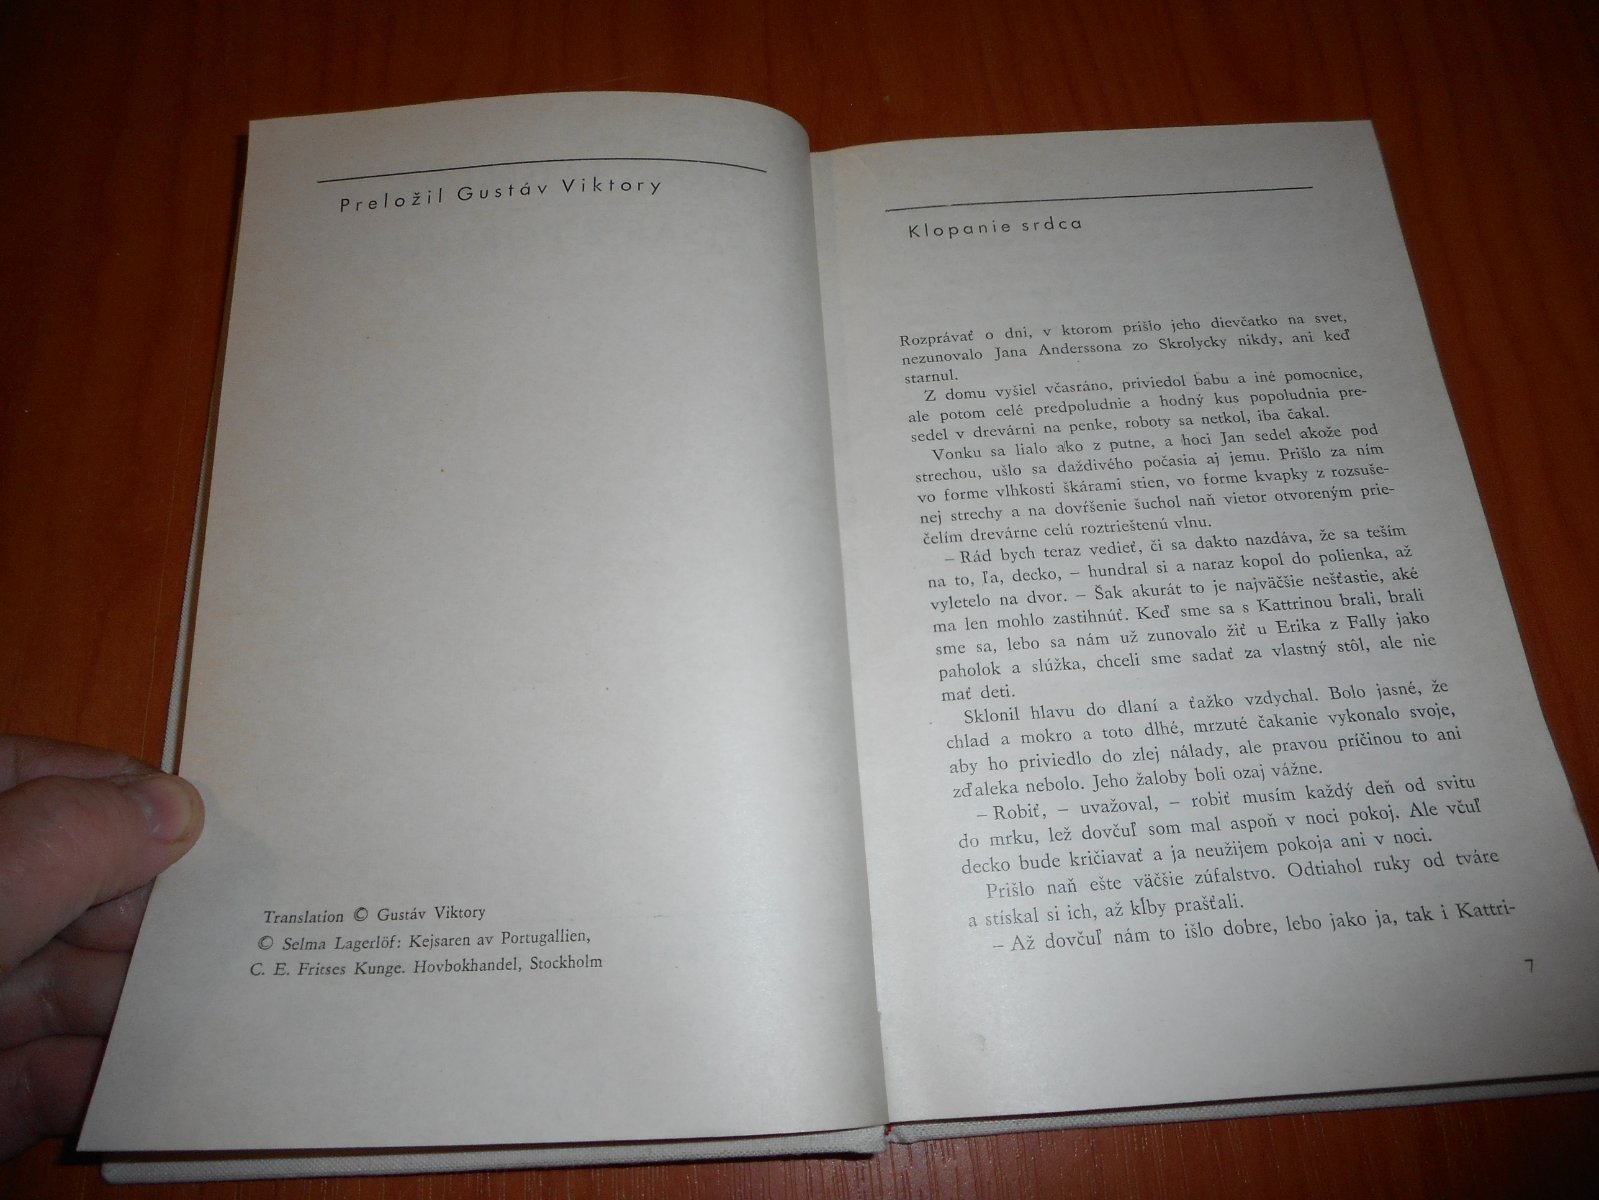 Preložil Gustáv Viktory
Translation © Gustáv Viktory
© Selma Lagerlöf: Kejsaren av Portugallien,
C. E. Fritses Kunge. Hovbokhandel, Stockholm
Klopanie srdca
Rozprávať o dni, v ktorom prišlo jeho dievčatko na svet,
nezunovalo Jana Anderssona zo Skrolycky nikdy, ani keď
starnul.
Z domu vyšiel včasráno, priviedol babu a iné pomocnice,
ale potom celé predpoludnie a hodný kus popoludnia pre-
sedel v drevárni na penke, roboty sa netkol, iba čakal.
Vonku sa lialo ako z putne, a hoci Jan sedel akože pod
strechou, ušlo sa daždivého počasia aj jemu. Prišlo za ním
vo forme vlhkosti škárami stien, vo forme kvapky z rozsuše-
nej strechy a na dovŕšenie šuchol naň vietor otvoreným prie-
čelím drevárne celú roztrieštenú vlnu.
– Rád bych teraz vedieť, či sa dakto nazdáva, že sa teším
na to, ľa, decko, – hundral si a naraz kopol do polienka, až
vyletelo na dvor. – Šak akurát to je najväčšie nešťastie, aké
ma len mohlo zastihnúť. Keď sme sa s Kattrinou brali, brali
sme sa, lebo sa nám už zunovalo žiť u Erika z Fally jako
paholok a slúžka, chceli sme sadať za vlastný stôl, ale nie
mať deti.
Sklonil hlavu do dlaní a ťažko vzdychal. Bolo jasné, že
chlad a mokro a toto dlhé, mrzuté čakanie vykonalo svoje,
aby ho priviedlo do zlej nálady, ale pravou príčinou to ani
zďaleka nebolo. Jeho žaloby boli ozaj vážne.
– Robiť, – uvažoval, – robiť musím každý deň od svitu
do mrku, lež dovčuľ som mal aspoň v noci pokoj. Ale včuľ
decko bude kričiavať a ja neužijem pokoja ani v noci.
Prišlo naň ešte väčšie zúfalstvo. Odtiahol ruky od tváre
a stískal si ich, až kĺby prašťali.
– Až dovčuľ nám to išlo dobre, lebo jako ja, tak i Kattri-
7